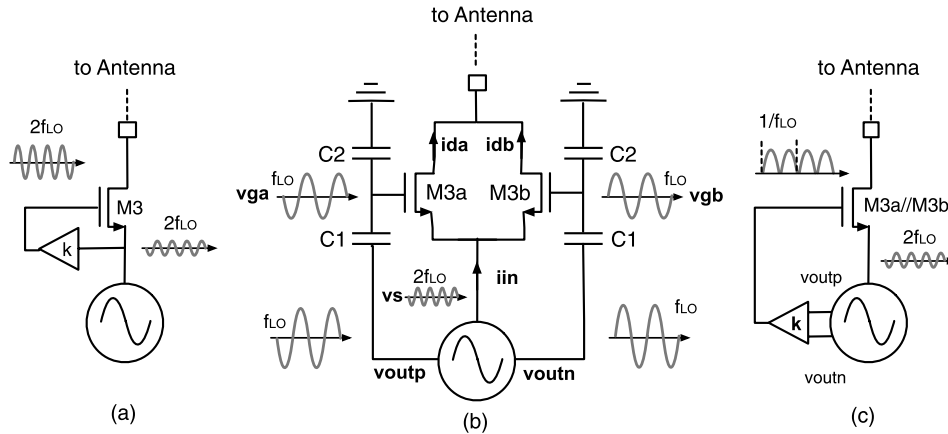 to Antenna
2fLO
M3
k
2fLO
(a)
to Antenna
ida
idb
C2
C2
fLO
vga
M3a
M3b
fLO
vgb
C1
C1
vs
2fLO
iin
fLO
fLO
voutp
voutn
(b)
to Antenna
1/fLO
M3a//M3b
2fLO
voutp
k
voutn
(c)